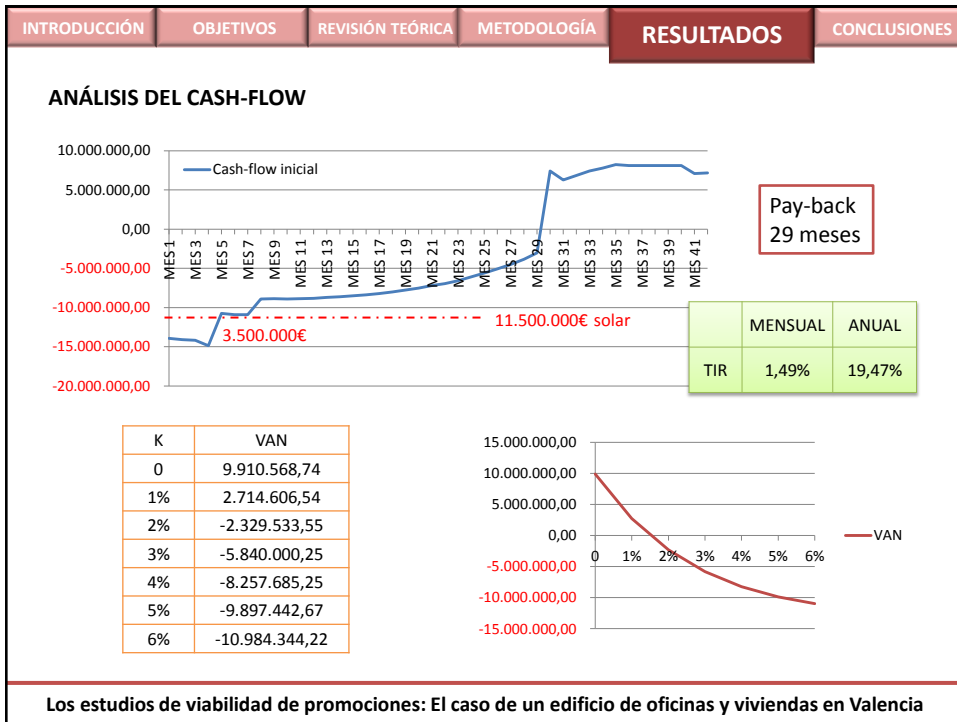 INTRODUCCIÓN OBJETIVOS REVISIÓN TEÓRICA METODOLOGÍA RESULTADOS CONCLUSIONES
ANÁLISIS DEL CASH-FLOW
10.000.000,00
5.000.000,00
0,00
-5.000.000,00
-10.000.000,00
-15.000.000,00
-20.000.000,00
Cash-flow inicial
MES 1 MES 3 MES 5 MES 7 MES 9 MES 11 MES 13 MES 15 MES 17 MES 19 MES 21 MES 23 MES 25 MES 27 MES 29 MES 31 MES 33 MES 35 MES 37 MES 39 MES 41
3.500.000€
11.500.000€ solar
Pay-back
29 meses
MENSUAL ANUAL
TIR 1,49% 19,47%
K VAN
0 9.910.568,74
1% 2.714.606,54
2% -2.329.533,55
3% -5.840.000,25
4% -8.257.685,25
5% -9.897.442,67
6% -10.984.344,22
15.000.000,00
10.000.000,00
5.000.000,00
0,00
-5.000.000,00
-10.000.000,00
-15.000.000,00
0 1% 2% 3% 4% 5% 6%
VAN
Los estudios de viabilidad de promociones: El caso de un edificio de oficinas y viviendas en Valencia